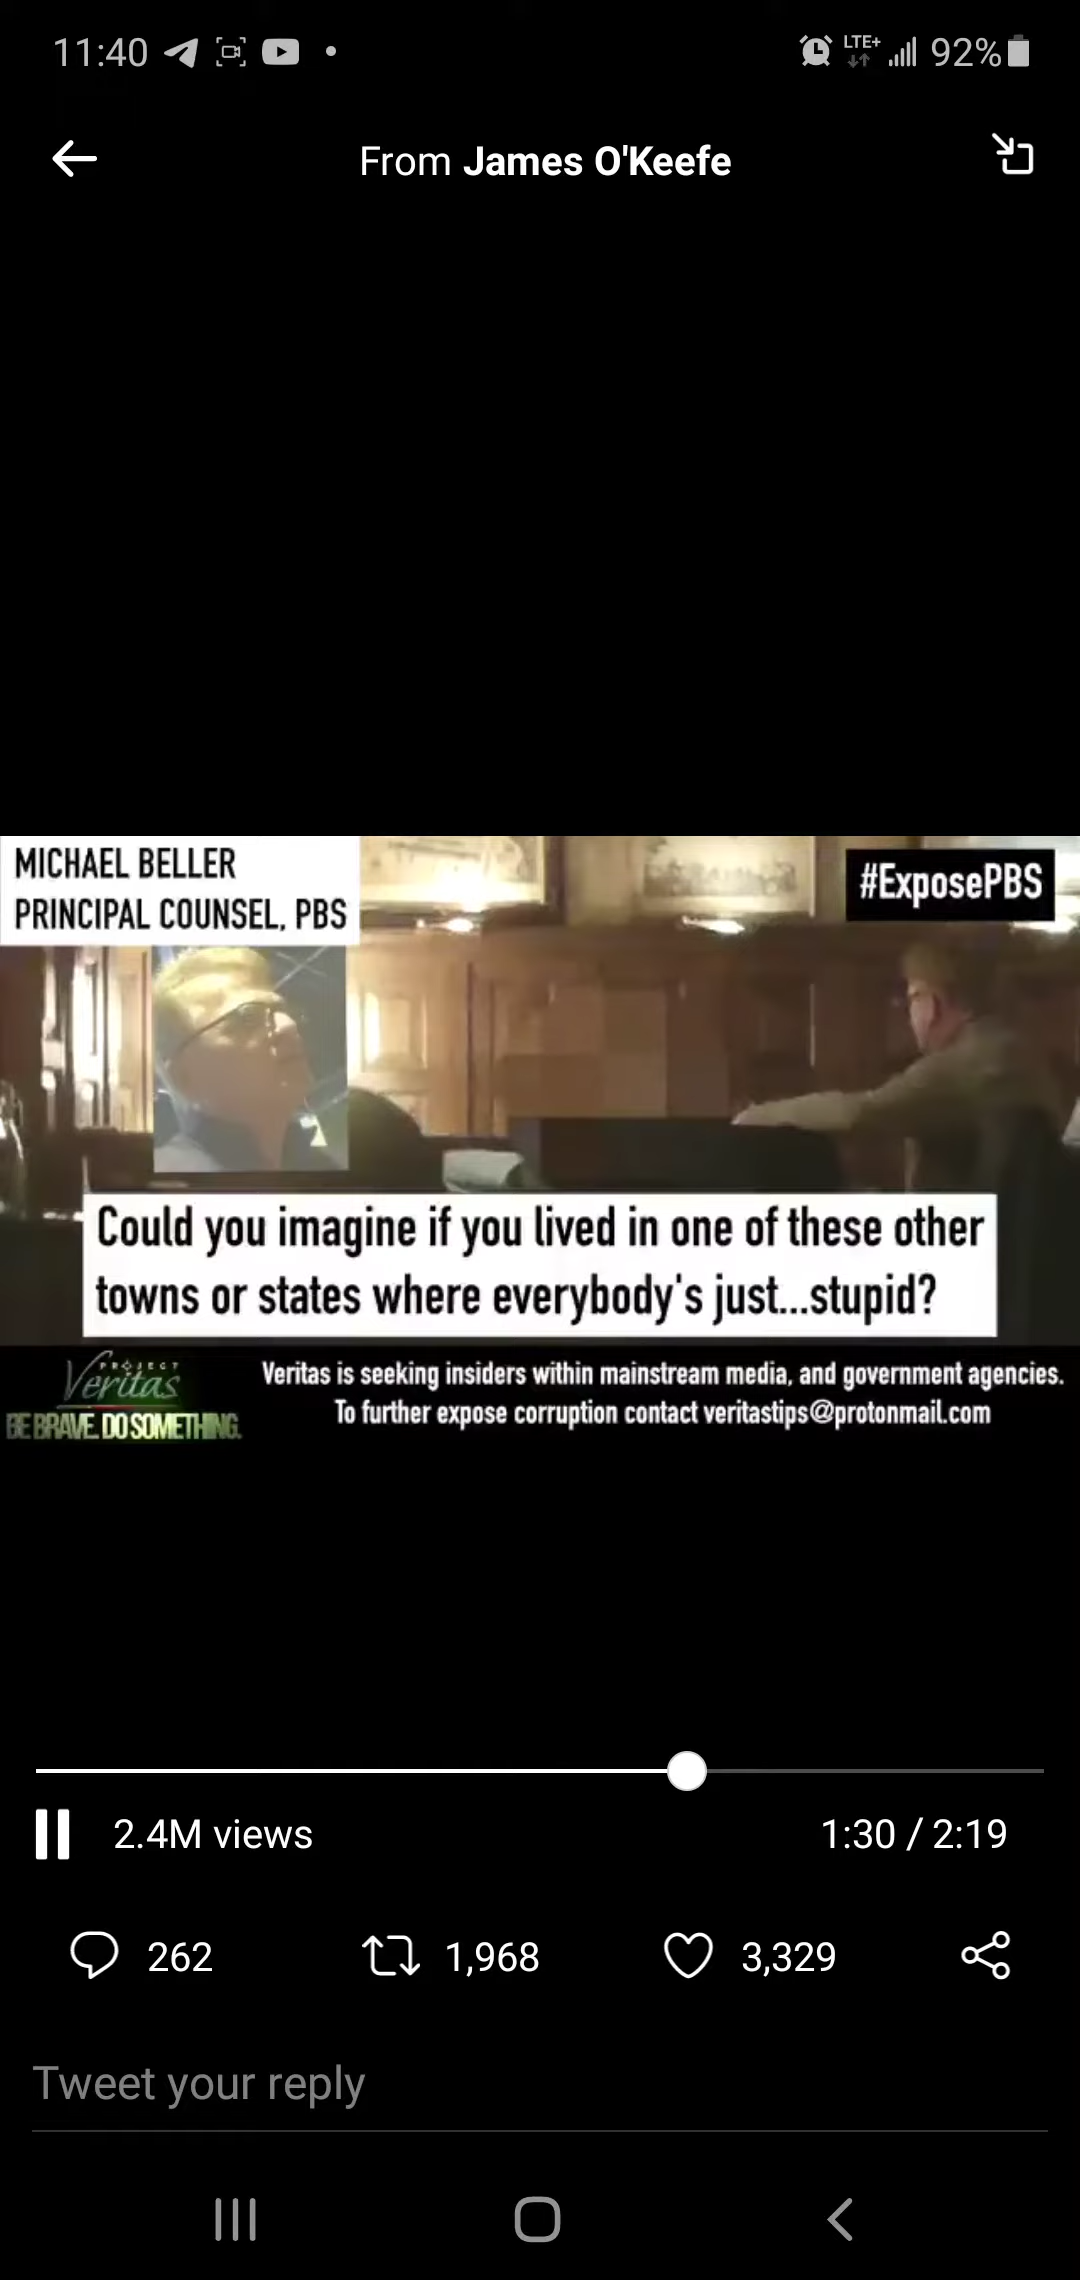 11:40
LTE+ 92%
From James O'Keefe
MICHAEL BELLER
PRINCIPAL COUNSEL, PBS
#ExposePBS
Could you imagine if you lived in one of these other
towns or states where everybody's just...stupid?
PROJECT
Veritas
BE BRAVE. DO SOMETHING.
Veritas is seeking insiders within mainstream media, and government agencies.
To further expose corruption contact veritastips@protonmail.com
2.4M views 1:30 / 2:19
262 1,968 3,329
Tweet your reply